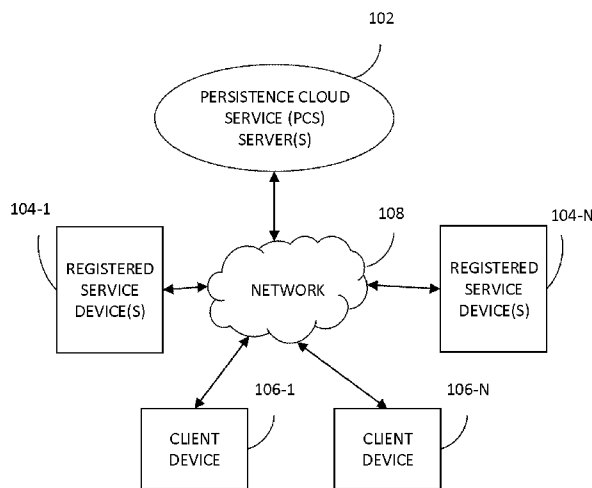 102
PERSISTENCE CLOUD
SERVICE (PCS)
SERVER(S)
104-1
108
104-N
REGISTERED
SERVICE
DEVICE(S)
NETWORK
REGISTERED
SERVICE
DEVICE(S)
106-1
106-N
CLIENT
DEVICE
CLIENT
DEVICE